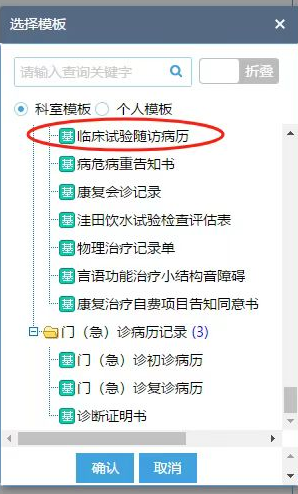 选择模板
×
请输入查询关键字
折叠
科室模板 个人模板
基 临床试验随访病历
基 病危病重告知书
基 康复会诊记录
基 洼田饮水试验检查评估表
基 物理治疗记录单
基 言语功能治疗小结构音障碍
基 康复治疗自费项目告知同意书
门（急）诊病历记录 (3)
基 门（急）诊初诊病历
基 门（急）诊复诊病历
基 诊断证明书
确认 取消